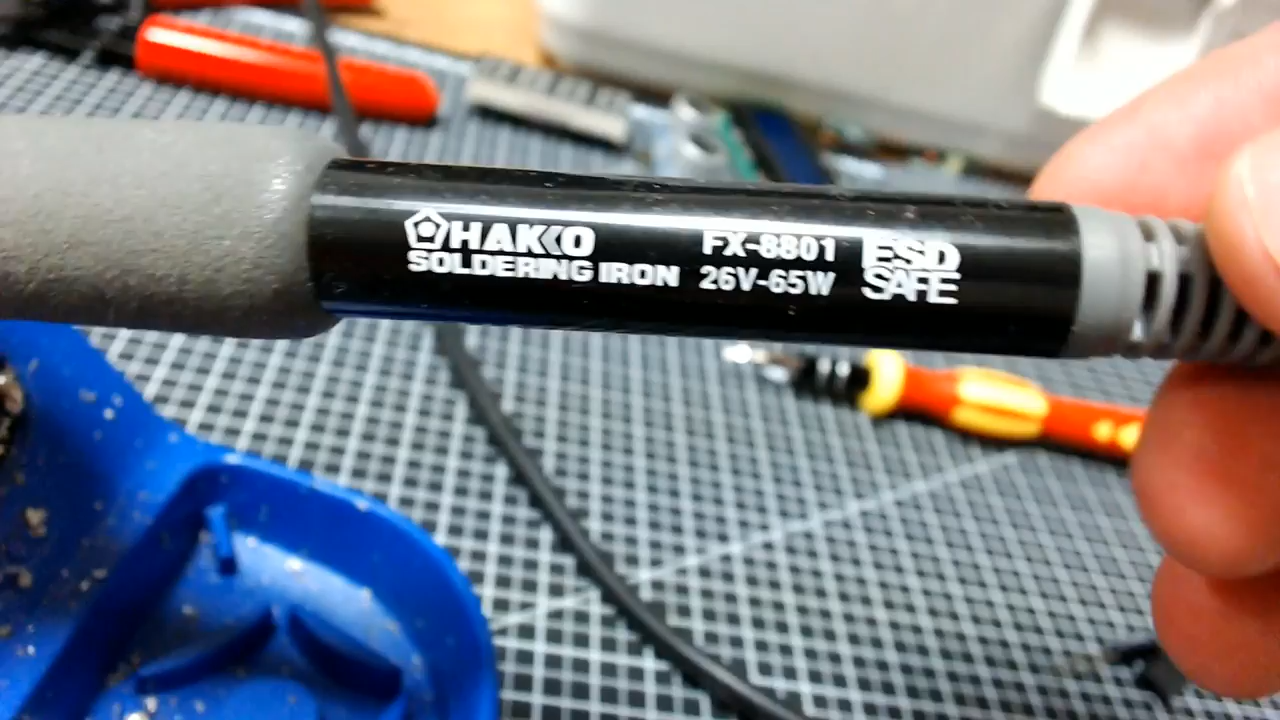 HAKKO
SOLDERING IRON
FX-8801
26V-65W
ESD
SAFE